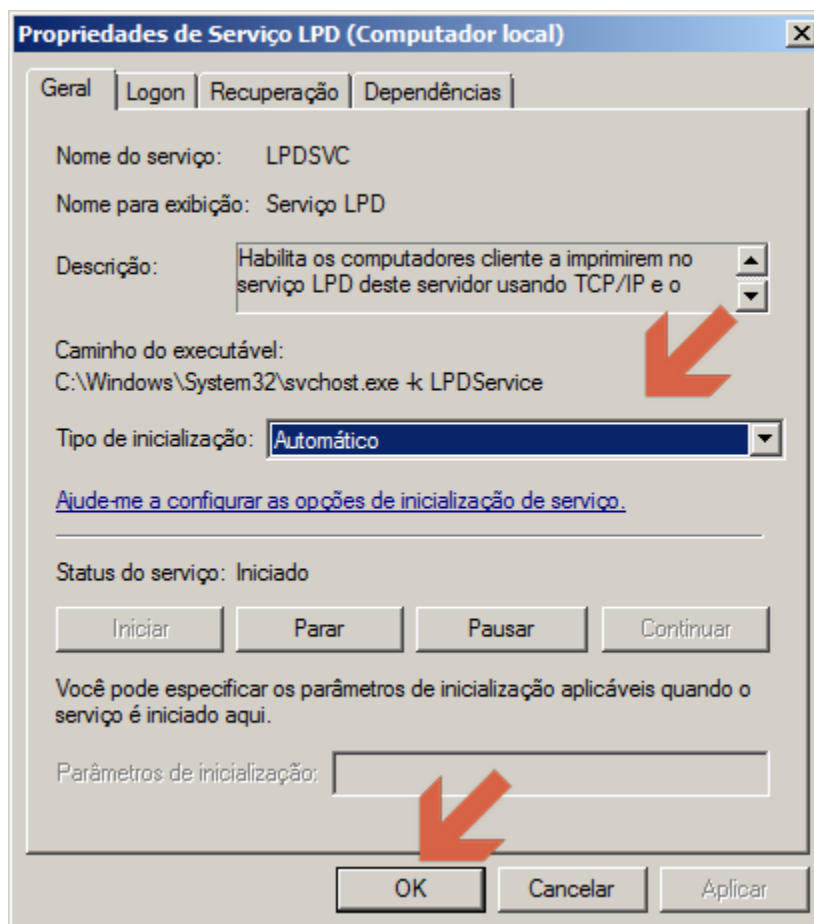 Propriedades de Serviço LPD (Computador local)
Geral
Logon
Recuperação
Dependências
Nome do serviço: LPDSVC
Nome para exibição: Serviço LPD
Descrição:
Habilita os computadores cliente a imprimirem no
serviço LPD deste servidor usando TCP/IP e o
Caminho do executável:
C:\Windows\System32\svchost.exe -k LPDService
Tipo de inicialização: Automático
Ajude-me a configurar as opções de inicialização de serviço.
Status do serviço: Iniciado
Iniciar
Parar
Pausar
Continuar
Você pode especificar os parâmetros de inicialização aplicáveis quando o
serviço é iniciado aqui.
Parâmetros de inicialização:
OK
Cancelar
Aplicar